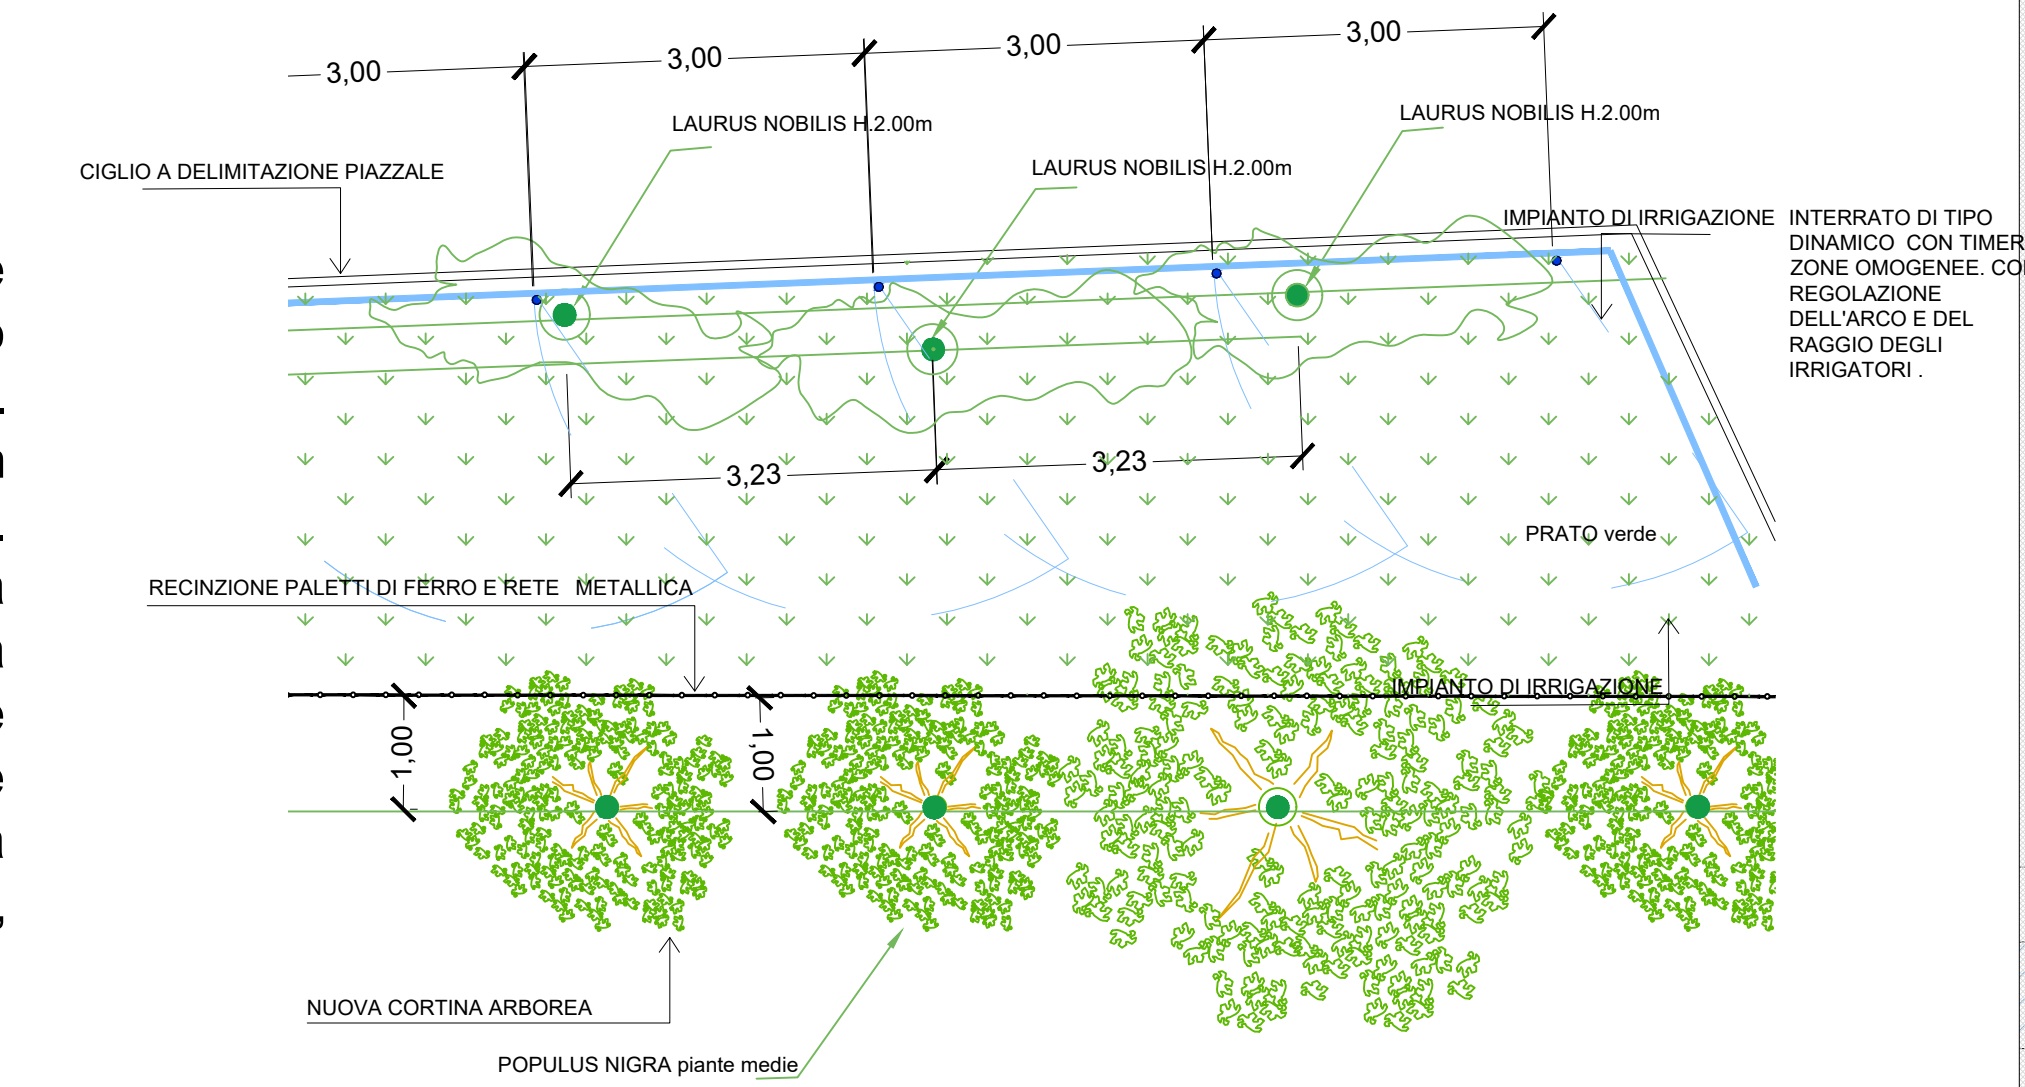 3,00
3,00
3,00
3,00
LAURUS NOBILIS H.2.00m
LAURUS NOBILIS H.2.00m
LAURUS NOBILIS H.2.00m
CIGLIO A DELIMITAZIONE PIAZZALE
IMPIANTO DI IRRIGAZIONE INTERRATO DI TIPO
DINAMICO CON TIMER
ZONE OMOGENEE.
REGOLAZIONE
DELL'ARCO E DEL
RAGGIO DEGLI
IRRIGATORI .
3,23
3,23
PRATO verde
RECINZIONE PALETTI DI FERRO E RETE METALLICA
IMPIANTO DI IRRIGAZIONE
1,00
1,00
NUOVA CORTINA ARBOREA
POPULUS NIGRA piante medie